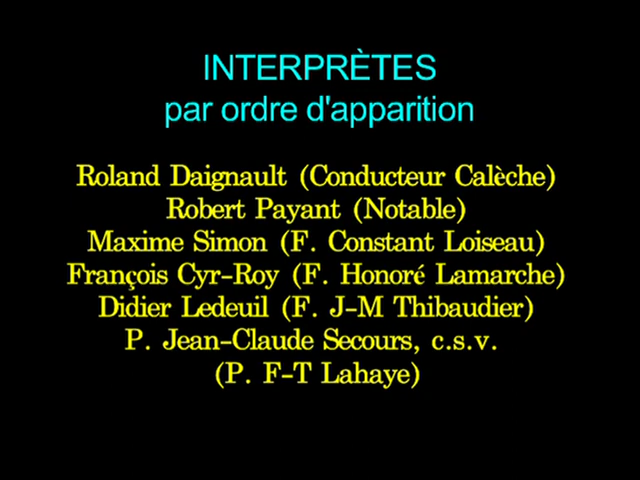 INTERPRÈTES
par ordre d'apparition
Roland Daignault (Conducteur Calèche)
Robert Payant (Notable)
Maxime Simon (F. Constant Loiseau)
François Cyr-Roy (F. Honoré Lamarche)
Didier Ledeuil (F. J-M Thibaudier)
P. Jean-Claude Secours, c.s.v.
(P. F-T Lahaye)